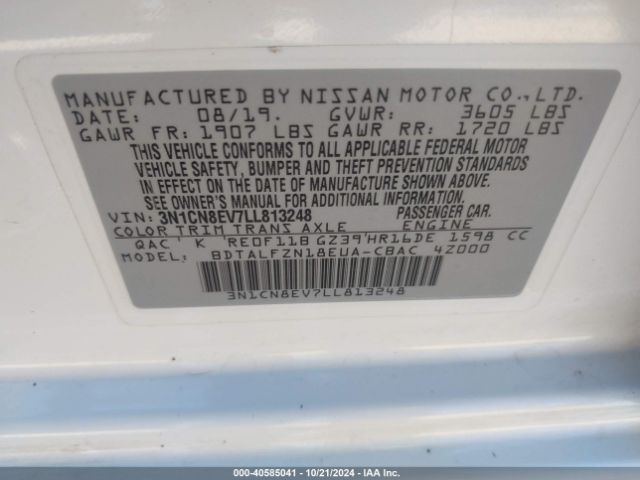 MANUFACTURED BY NISSAN MOTOR CO.,LTD.
DATE: 08/19. GVWR: 3605 LBS
GAWR FR: 1907 LBS GAWR RR: 1720 LBS
THIS VEHICLE CONFORMS TO ALL APPLICABLE FEDERAL MOTOR
VEHICLE SAFETY, BUMPER AND THEFT PREVENTION STANDARDS
IN EFFECT ON THE DATE OF MANUFACTURE SHOWN ABOVE.
SEE OWNER'S MANUAL FOR ADDITIONAL INFORMATION.
VIN: 3N1CN8EV7LL813248 PASSENGER CAR.
COLOR TRIM TRANS AXLE ENGINE
QAC' K 'RE0F11B GZ39'HR16DE 1598 CC
BDTALFZN18EUA-CBAC 4Z000
3N1CN8EV7LL813248
000-40585041 - 10/21/2024 - IAA Inc.